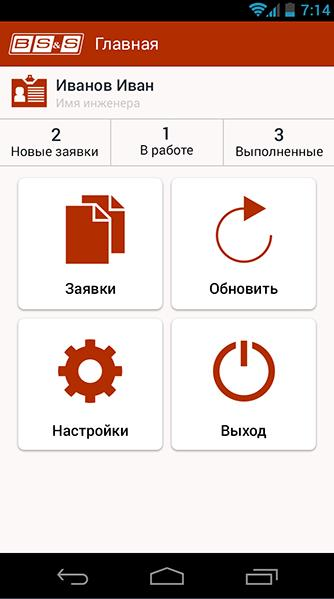 7:14
BS&S Главная
Иванов Иван
Имя инженера
2 1 3
Новые заявки В работе Выполненные
Заявки Обновить
Настройки Выход